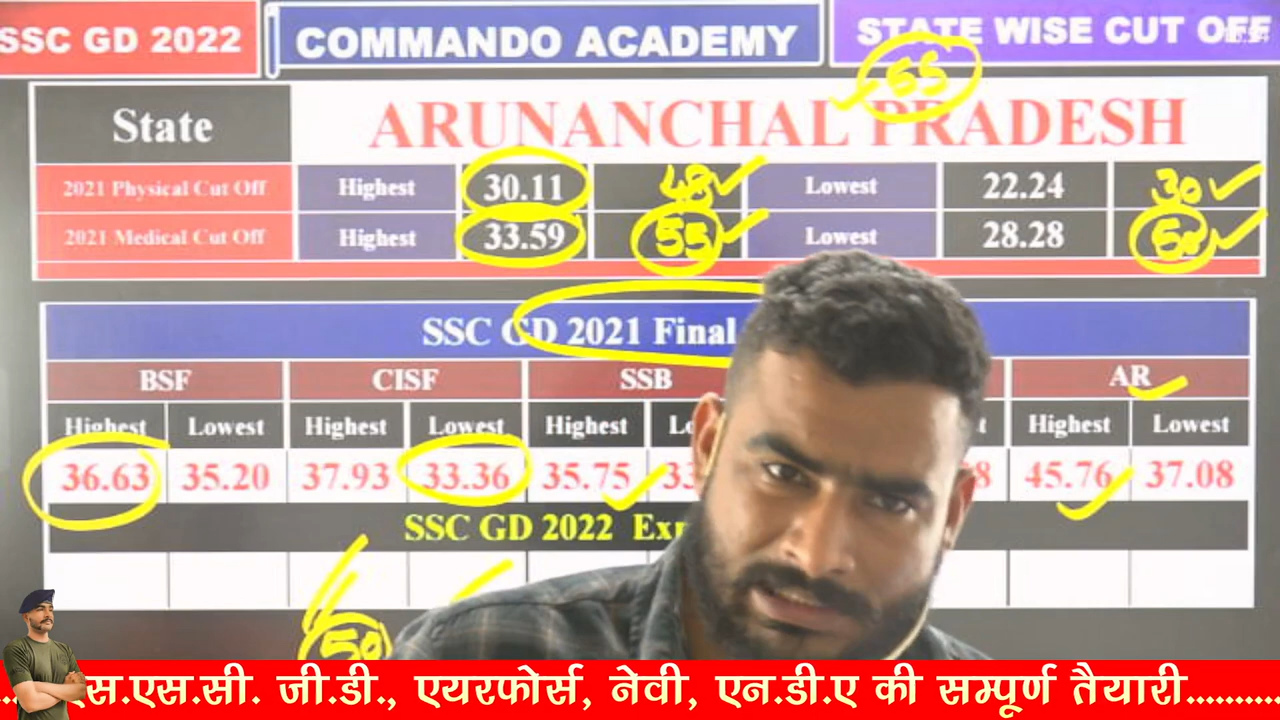 SSC GD 2022 COMMANDO ACADEMY STATE WISE CUT OFF
55
State ARUNANCHAL PRADESH
2021 Physical Cut Off Highest 30.11 48 Lowest 22.24 30
2021 Medical Cut Off Highest 33.59 55 Lowest 28.28
SSC GD 2021 Final
BSF CISF SSB AR
Highest Lowest Highest Lowest Highest Highest Lowest
36.63 35.20 37.93 33.36 35.75 45.76 37.08
SSC GD 2022
50
स.एस.सी. जी.डी., एयरफोर्स, नेवी, एन.डी.ए की सम्पूर्ण तैयारी..........